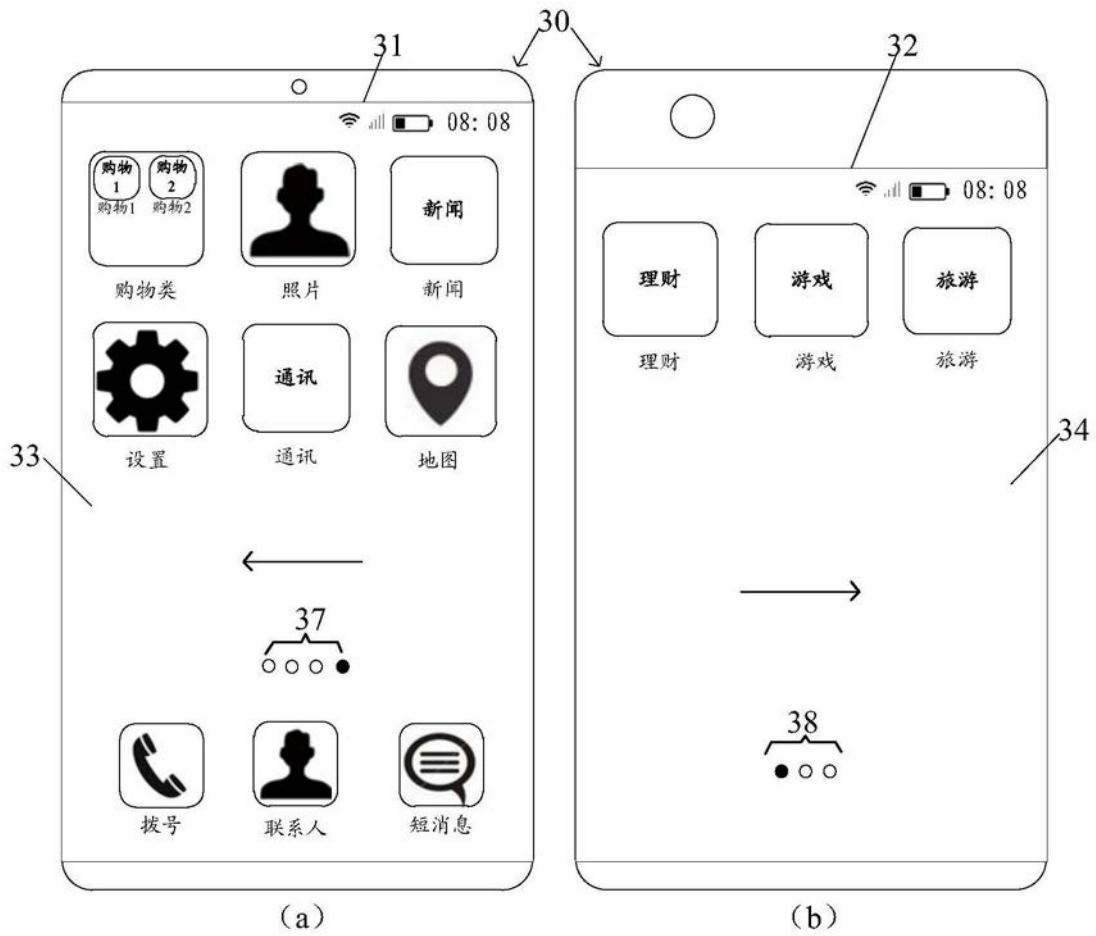 30
31
32
08: 08
购物
1
购物
2
购物1
购物2
新闻
购物类
照片
新闻
通讯
设置
通讯
地图
33
37
拨号
联系人
短消息
(a)
08: 08
理财
游戏
旅游
理财
游戏
旅游
34
38
(b)